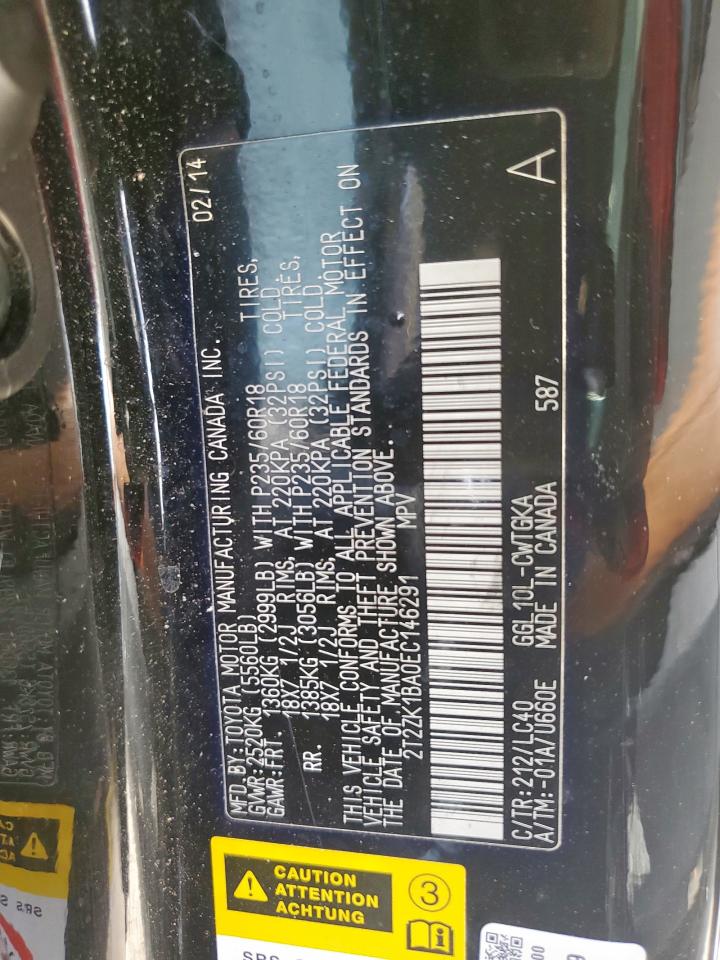 MFD BY:TOYOTA MOTOR MANUFACTURING CANADA INC. 02/14
GVWR:2520KG (5560LB)
GAWR:FRT. 1360KG (2999LB) WITH P235/60R18 TIRES,
18X7 1/2J RIMS, AT 220KPA (32PSI) COLD
RR. 1385KG (3056LB) WITH P235/60R18 TIRES,
18X7 1/2J RIMS, AT 220KPA (32PSI) COLD.
THIS VEHICLE CONFORMS TO ALL APPLICABLE FEDERAL MOTOR
VEHICLE SAFETY AND THEFT PREVENTION STANDARDS IN EFFECT ON
THE DATE OF MANUFACTURE SHOWN ABOVE.
2T2ZK1BA0EC146291 MPV
C/TR:212/LC40 GGL10L-CWTGKA 587 A
A/TM:-01A/U660E MADE IN CANADA
CAUTION
ATTENTION
ACHTUNG
3
SRS